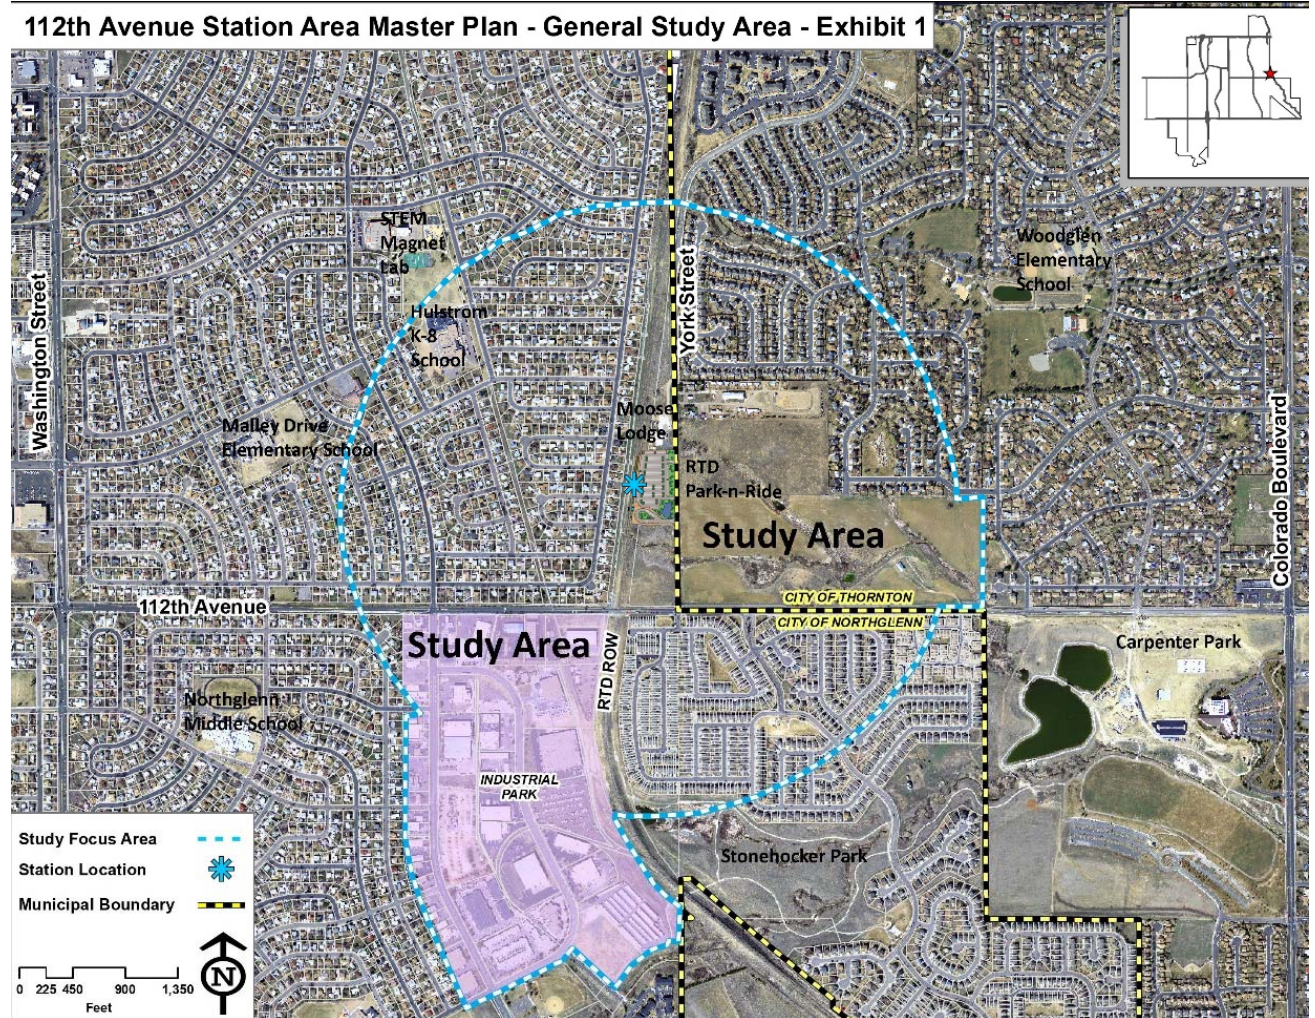 112th Avenue Station Area Master Plan - General Study Area - Exhibit 1
STEM
Magnet
Lab
Woodglen
Elementary
School
Washington Street
York Street
Hulstrom
K-8
School
Malley Drive
Elementary School
Moose
Lodge
RTD
Park-n-Ride
Colorado Boulevard
Study Area
CITY OF THORNTON
112th Avenue
CITY OF NORTHGLENN
Study Area
Carpenter Park
RTD ROW
Northglenn
Middle School
INDUSTRIAL
PARK
Stonehocker Park
Study Focus Area
Station Location
Municipal Boundary
N
0 225 450 900 1,350
Feet